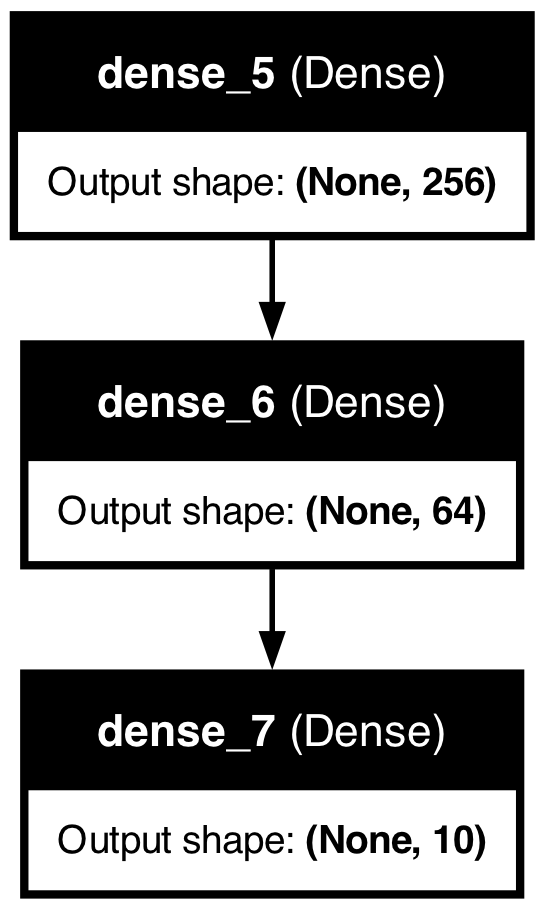 dense_5 (Dense)
Output shape: (None, 256)
dense_6 (Dense)
Output shape: (None, 64)
dense_7 (Dense)
Output shape: (None, 10)